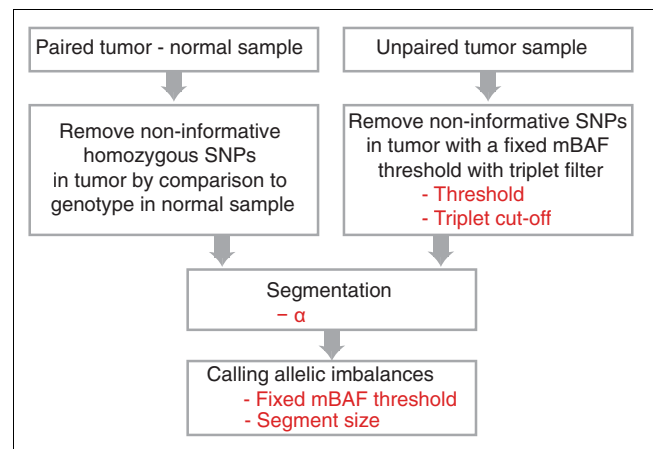 Paired tumor - normal sample
Unpaired tumor sample
Remove non-informative
homozygous SNPs
in tumor by comparison to
genotype in normal sample
Remove non-informative SNPs
in tumor with a fixed mBAF
threshold with triplet filter
- Threshold
- Triplet cut-off
Segmentation
− α
Calling allelic imbalances
- Fixed mBAF threshold
- Segment size